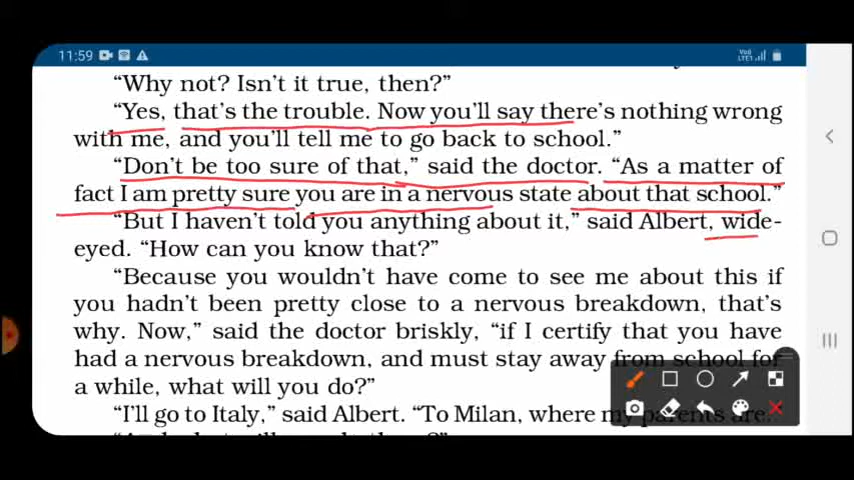 11:59
Vo) LTE1
“Why not? Isn’t it true, then?”
“Yes, that’s the trouble. Now you’ll say there’s nothing wrong
with me, and you’ll tell me to go back to school.”
“Don’t be too sure of that,” said the doctor. “As a matter of
fact I am pretty sure you are in a nervous state about that school.”
“But I haven’t told you anything about it,” said Albert, wide-
eyed. “How can you know that?”
“Because you wouldn’t have come to see me about this if
you hadn’t been pretty close to a nervous breakdown, that’s
why. Now,” said the doctor briskly, “if I certify that you have
had a nervous breakdown, and must stay away from school for
a while, what will you do?”
“I’ll go to Italy,” said Albert. “To Milan, where my parents are.